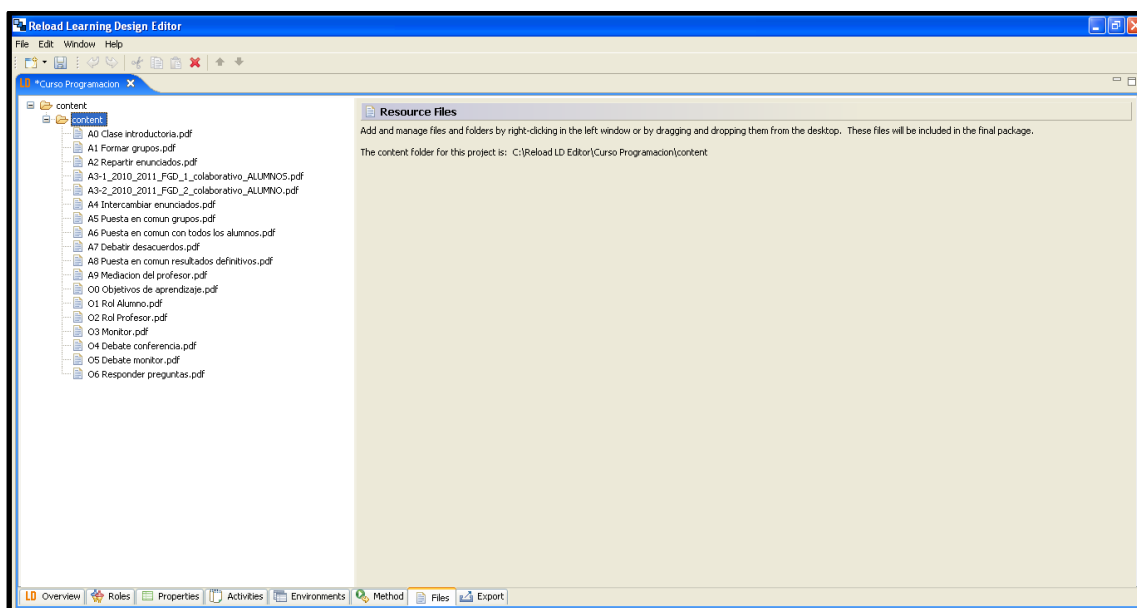 Reload Learning Design Editor
File Edit Window Help
LD *Curso Programacion
content
content
A0 Clase introductoria.pdf
A1 Formar grupos.pdf
A2 Repartir enunciados.pdf
A3-1_2010_2011_FGD_1_colaborativo_ALUMNOS.pdf
A3-2_2010_2011_FGD_2_colaborativo_ALUMNO.pdf
A4 Intercambiar enunciados.pdf
A5 Puesta en comun grupos.pdf
A6 Puesta en comun con todos los alumnos.pdf
A7 Debatir desacuerdos.pdf
A8 Puesta en comun resultados definitivos.pdf
A9 Mediacion del profesor.pdf
O0 Objetivos de aprendizaje.pdf
O1 Rol Alumno.pdf
O2 Rol Profesor.pdf
O3 Monitor.pdf
O4 Debate conferencia.pdf
O5 Debate monitor.pdf
O6 Responder preguntas.pdf
Resource Files
Add and manage files and folders by right-clicking in the left window or by dragging and dropping them from the desktop. These files will be included in the final package.
The content folder for this project is: C:\Reload LD Editor\Curso Programacion\content
LD Overview Roles Properties Activities Environments Method Files Export